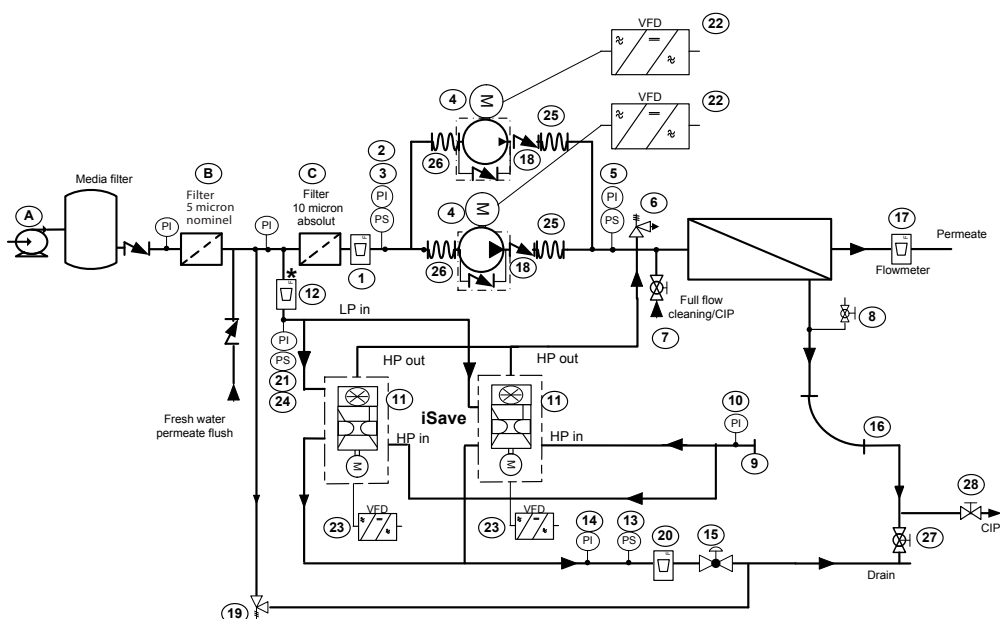 VFD
22
4
M
VFD
22
25
2
3
26
18
5
B
C
Media filter
Filter
5 micron
nominel
Filter
10 micron
absolut
PI
PS
4
M
25
PI
PS
6
A
PI
PI
17
F
Permeate
Flowmeter
*
F
F
26
18
1
12
Full flow
cleaning/CIP
8
LP in
7
PI
PS
21
24
HP out
HP out
11
iSave
11
10
PI
16
Fresh water
permeate flush
HP in
HP in
9
M
M
28
CIP
23
VFD
23
VFD
14
13
20
15
27
PI
PS
F
Drain
19